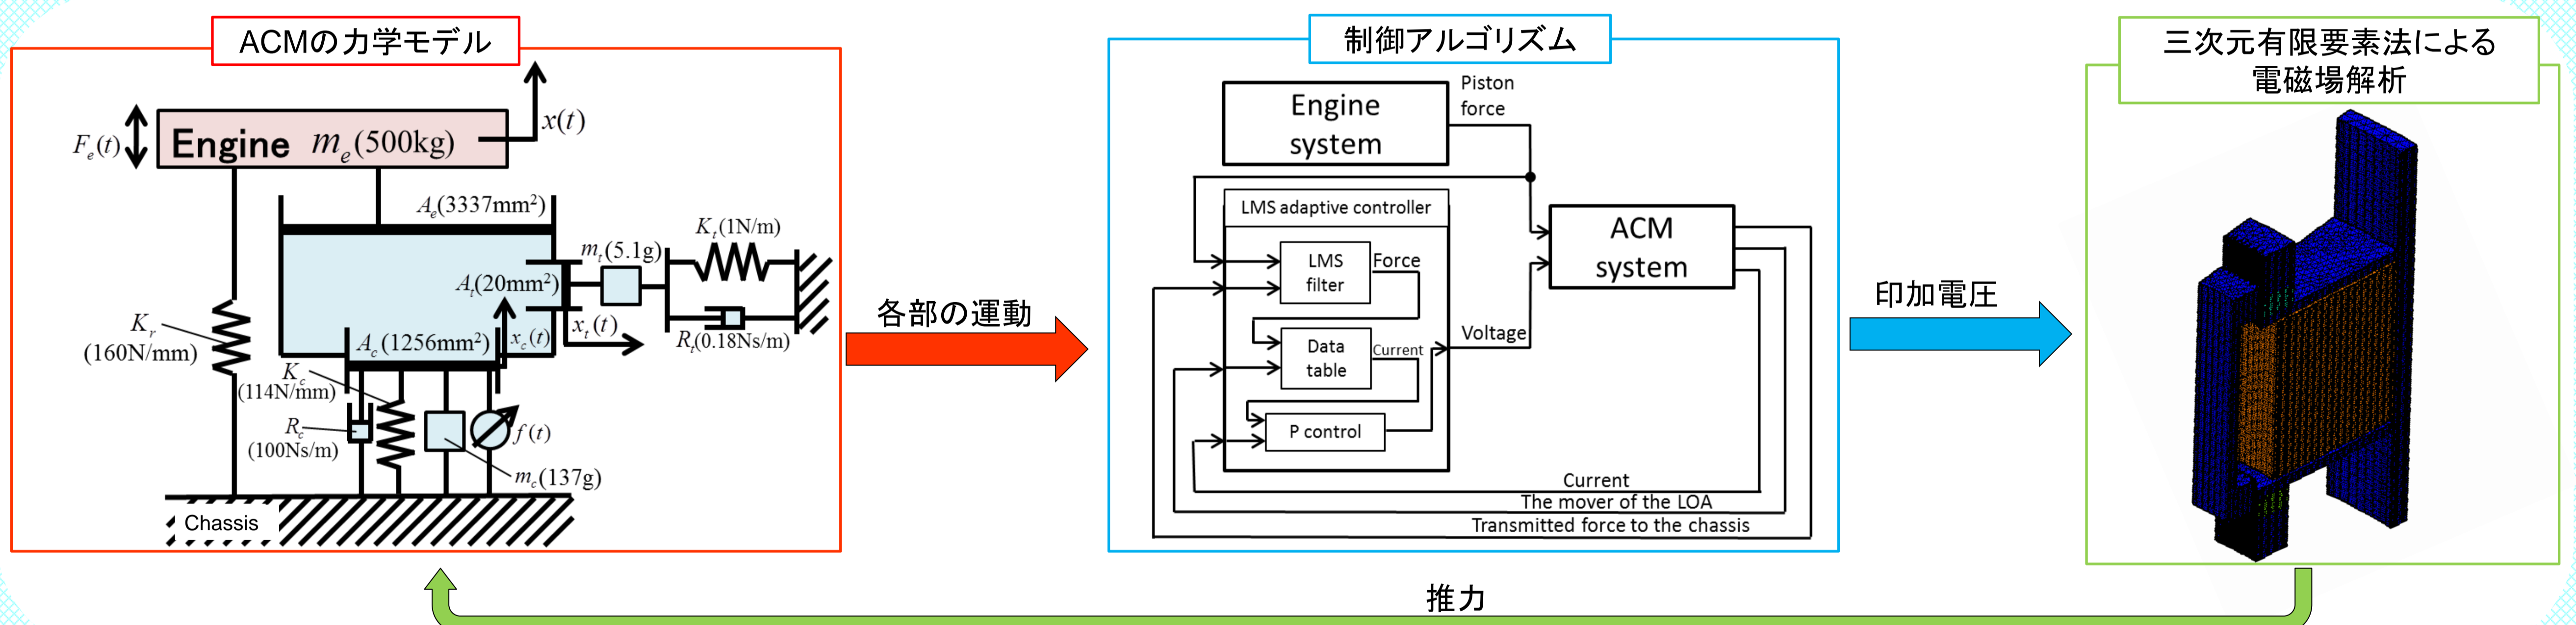 ACMの力学モデル
F_e(t)
x(t)
Engine m_e(500kg)
A_e(3337mm²)
K_t(1N/m)
m_t(5.1g)
A_t(20mm²)
x_t(t)
R_t(0.18Ns/m)
K_r
(160N/mm)
A_c(1256mm²)
x_c(t)
K_c
(114N/mm)
R_c
(100Ns/m)
f(t)
m_c(137g)
Chassis
各部の運動
制御アルゴリズム
Engine
system
Piston
force
LMS adaptive controller
LMS
filter
Force
Data
table
Current
P control
Voltage
ACM
system
Current
The mover of the LOA
Transmitted force to the chassis
印加電圧
三次元有限要素法による
電磁場解析
推力